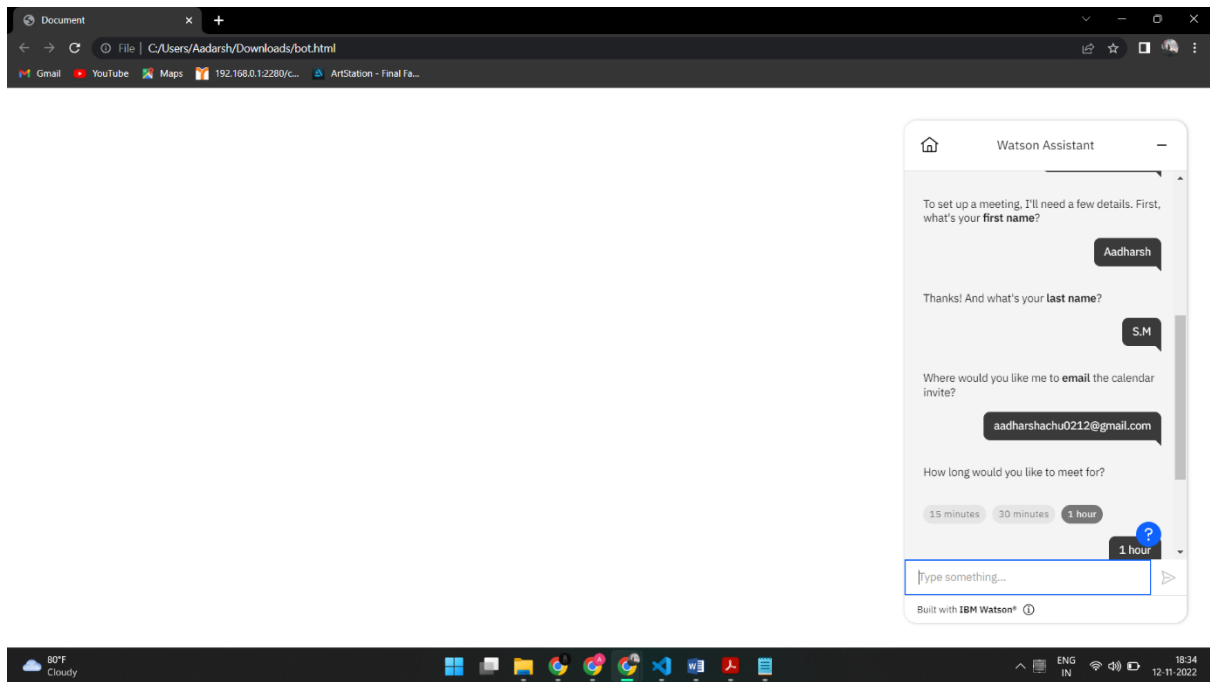 Document
File | C:/Users/Aadarsh/Downloads/bot.html
Gmail YouTube Maps 192.168.0.1:2280/c... ArtStation - Final Fa...
Watson Assistant
To set up a meeting, I'll need a few details. First,
what's your first name?
Aadharsh
Thanks! And what's your last name?
S.M
Where would you like me to email the calendar
invite?
aadharshachu0212@gmail.com
How long would you like to meet for?
15 minutes 30 minutes 1 hour
?
1 hour
Type something...
Built with IBM Watson®
80°F
Cloudy
ENG
IN
18:34
12-11-2022